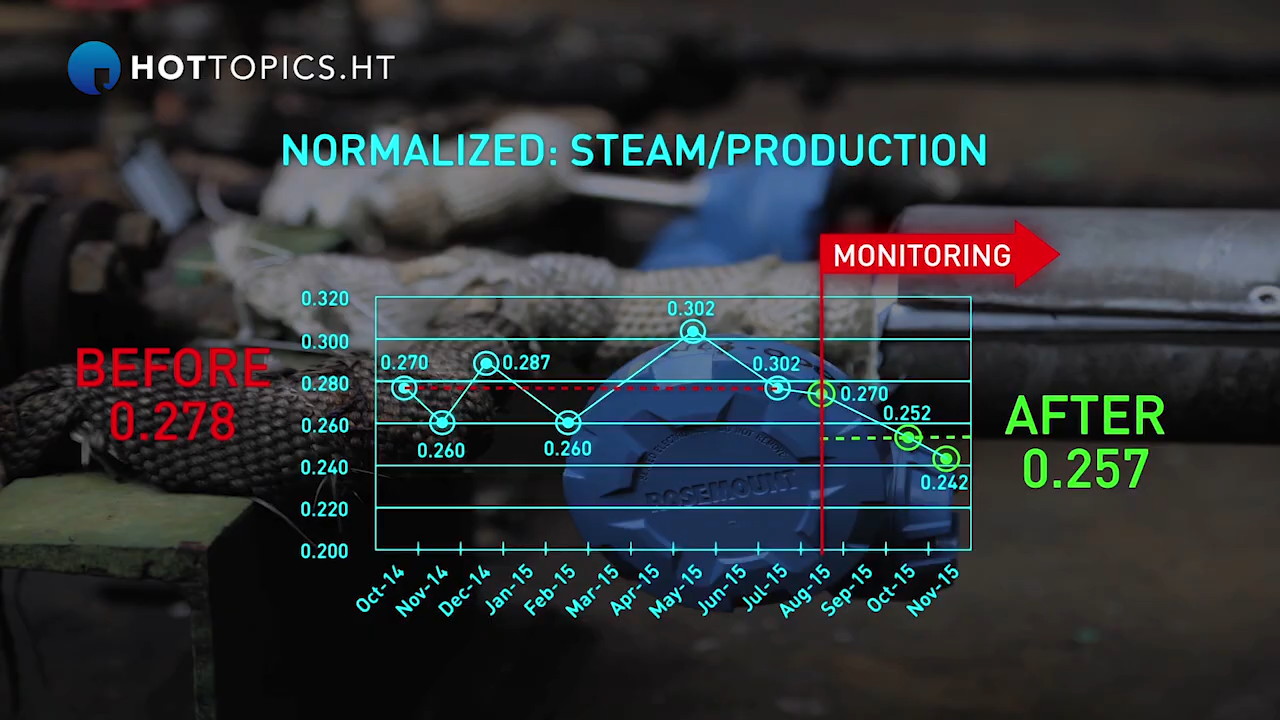 HOTTOPICS.HT
NORMALIZED: STEAM/PRODUCTION
MONITORING
BEFORE
0.278
AFTER
0.257
0.320
0.300
0.280
0.260
0.240
0.220
0.200
0.270
0.260
0.287
0.260
0.302
0.302
0.270
0.252
0.242
Oct-14
Nov-14
Dec-14
Jan-15
Feb-15
Mar-15
Apr-15
May-15
Jun-15
Jul-15
Aug-15
Sep-15
Oct-15
Nov-15
ROSEMOUNT